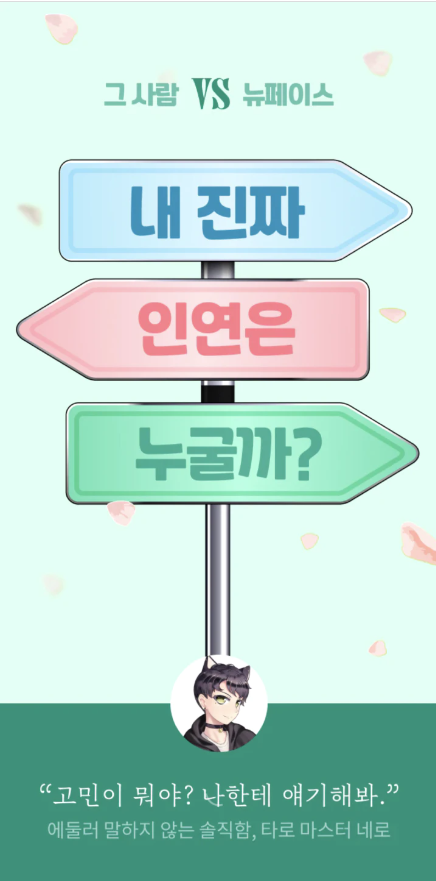 그 사람 VS 뉴페이스
내 진짜
인연은
누굴까?
“고민이 뭐야? 나한테 얘기해봐.”
에둘러 말하지 않는 솔직함, 타로 마스터 네로